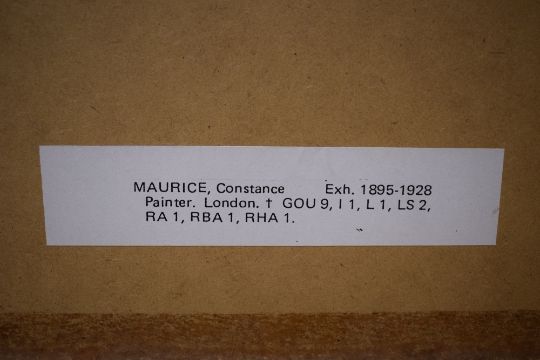 MAURICE, Constance Exh. 1895-1928
Painter. London. † GOU 9, I 1, L 1, LS 2,
RA 1, RBA 1, RHA 1.